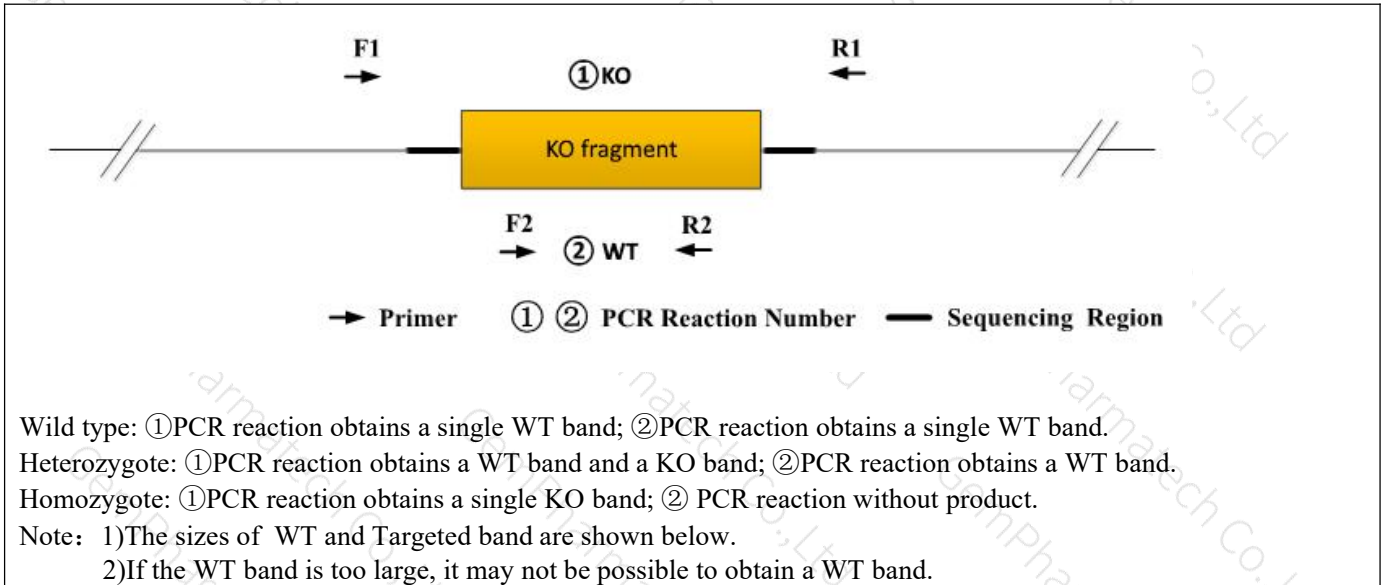 F1 R1
①KO
KO fragment
F2 R2
② WT
Primer ① ② PCR Reaction Number Sequencing Region
Wild type: ①PCR reaction obtains a single WT band; ②PCR reaction obtains a single WT band.
Heterozygote: ①PCR reaction obtains a WT band and a KO band; ②PCR reaction obtains a WT band.
Homozygote: ①PCR reaction obtains a single KO band; ② PCR reaction without product.
Note：1)The sizes of WT and Targeted band are shown below.
2)If the WT band is too large, it may not be possible to obtain a WT band.
Co.,Ltd
.,Ltd